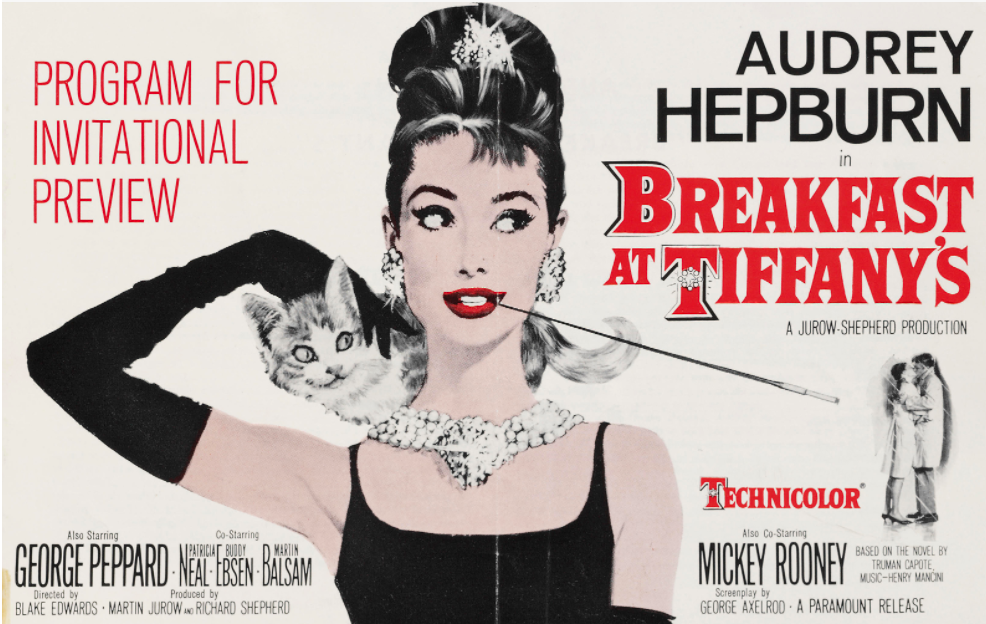 PROGRAM FOR
INVITATIONAL
PREVIEW
AUDREY
HEPBURN
in
BREAKFAST
AT TIFFANY'S
A JUROW-SHEPHERD PRODUCTION
TECHNICOLOR®
Also Starring
GEORGE PEPPARD ·
Co-Starring
PATRICIA NEAL · BUDDY EBSEN · MARTIN BALSAM
Directed by
BLAKE EDWARDS ·
Produced by
MARTIN JUROW AND RICHARD SHEPHERD
Also Co-Starring
MICKEY ROONEY
BASED ON THE NOVEL BY
TRUMAN CAPOTE
MUSIC-HENRY MANCINI
Screenplay by
GEORGE AXELROD · A PARAMOUNT RELEASE